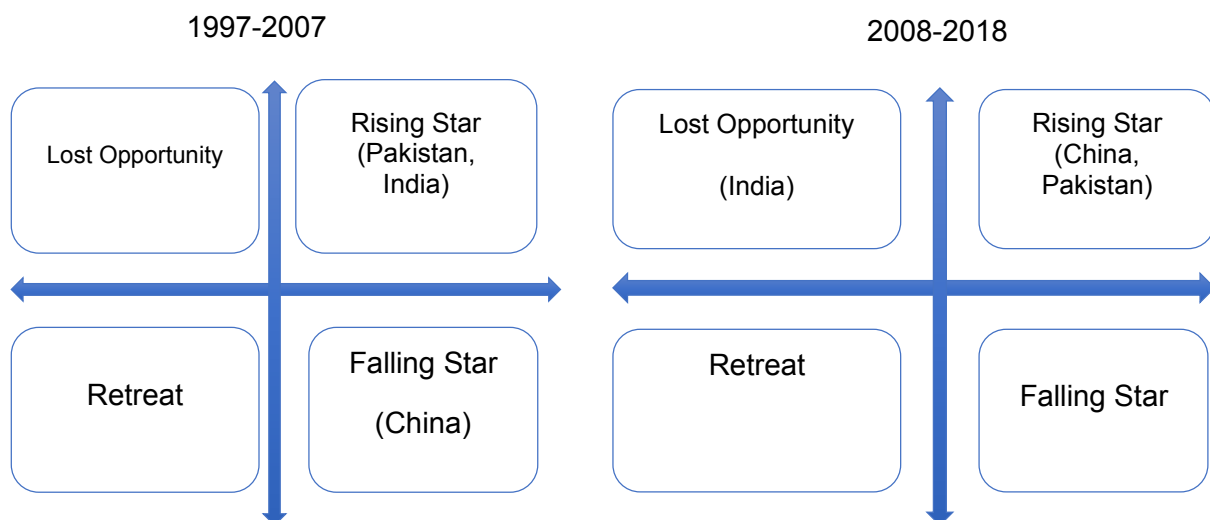 1997-2007
Lost Opportunity
Rising Star
(Pakistan,
India)
Retreat
Falling Star
(China)
2008-2018
Lost Opportunity
(India)
Rising Star
(China,
Pakistan)
Retreat
Falling Star